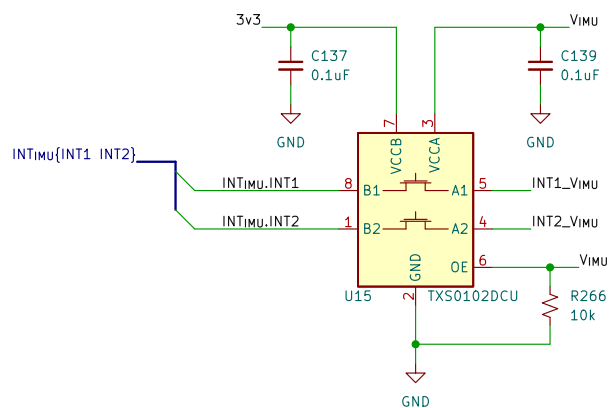 3v3
VIMU
C137
0.1uF
C139
0.1uF
GND
GND
7
3
VCCB
VCCA
INTIMU{INT1 INT2}
INTIMU.INT1
8
B1
A1
5
INT1_VIMU
INTIMU.INT2
1
B2
A2
4
INT2_VIMU
GND
OE
6
VIMU
U15
2
TXS0102DCU
R266
10k
GND